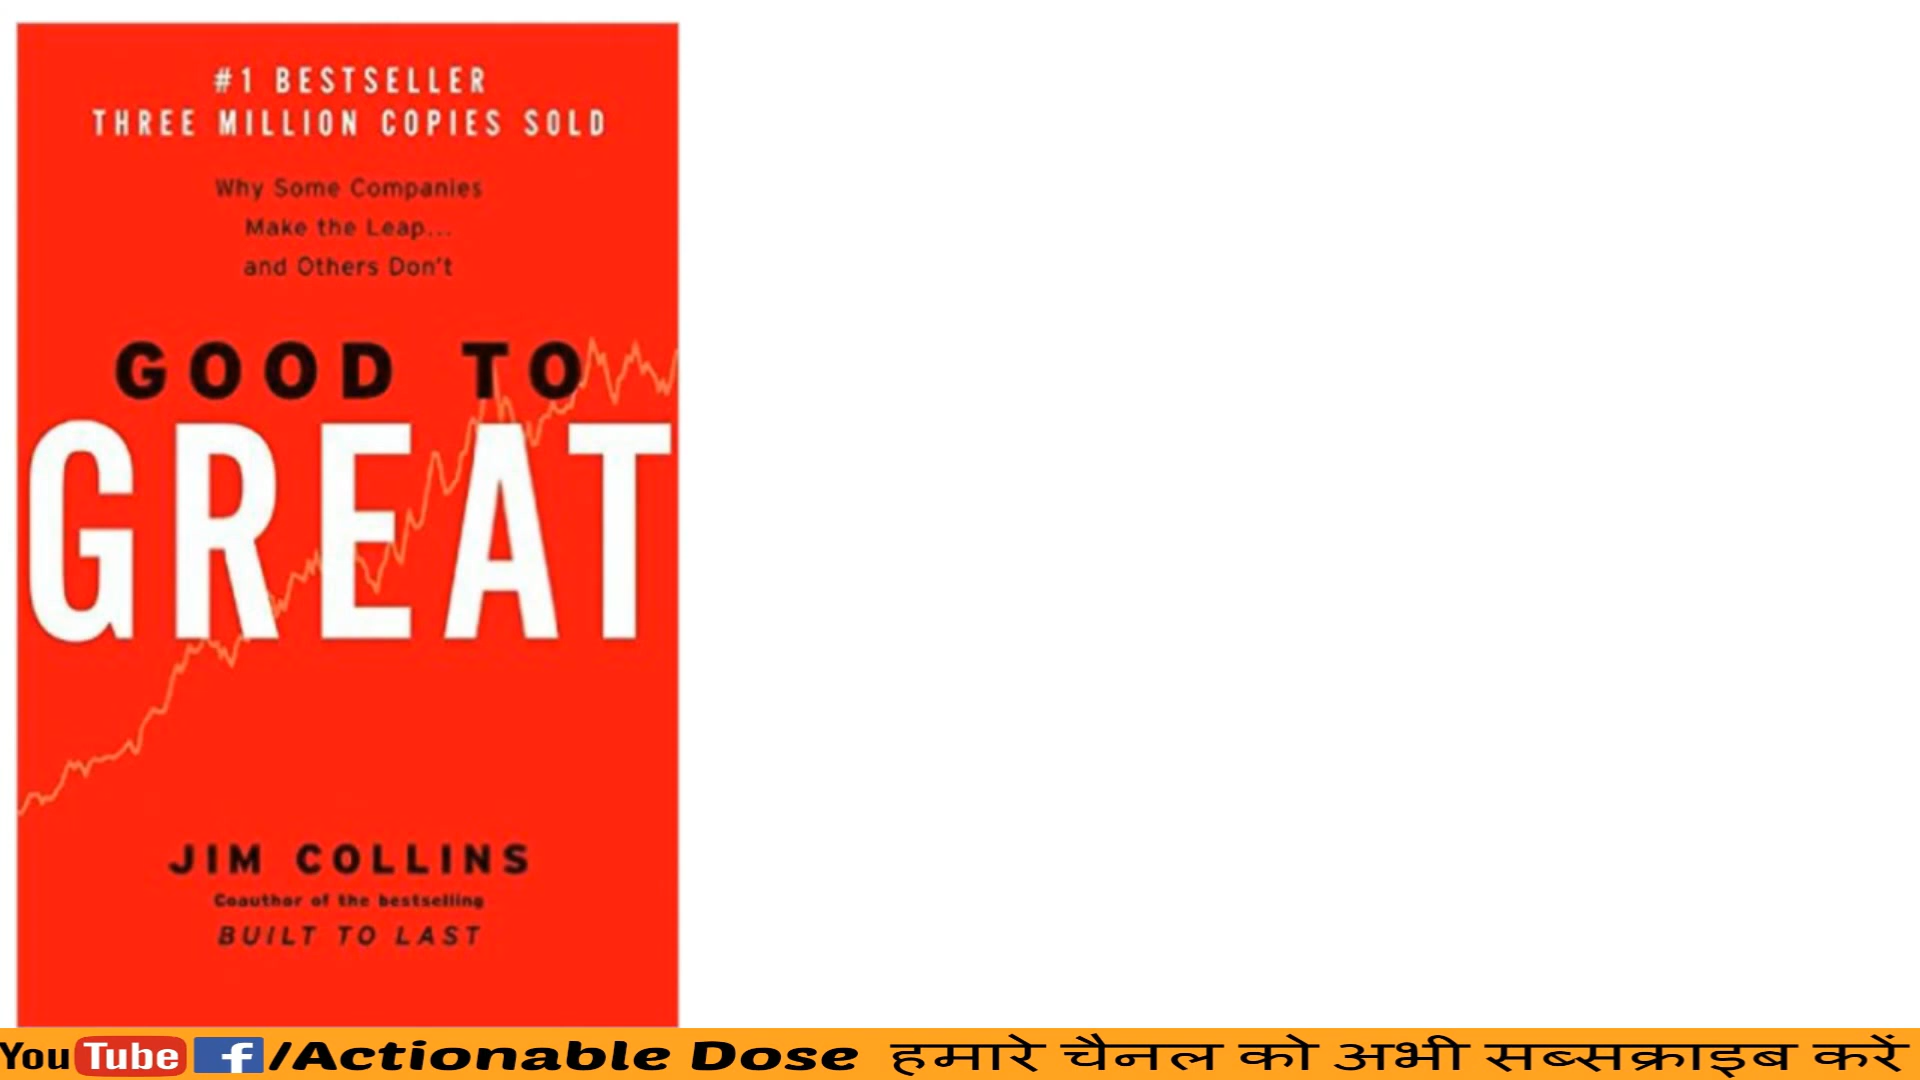 #1 BESTSELLER
THREE MILLION COPIES SOLD
Why Some Companies
Make the Leap...
and Others Don't
GOOD TO
GREAT
JIM COLLINS
Coauthor of the bestselling
BUILT TO LAST
YouTube f/Actionable Dose हमारे चैनल को अभी सब्सक्राइब करें